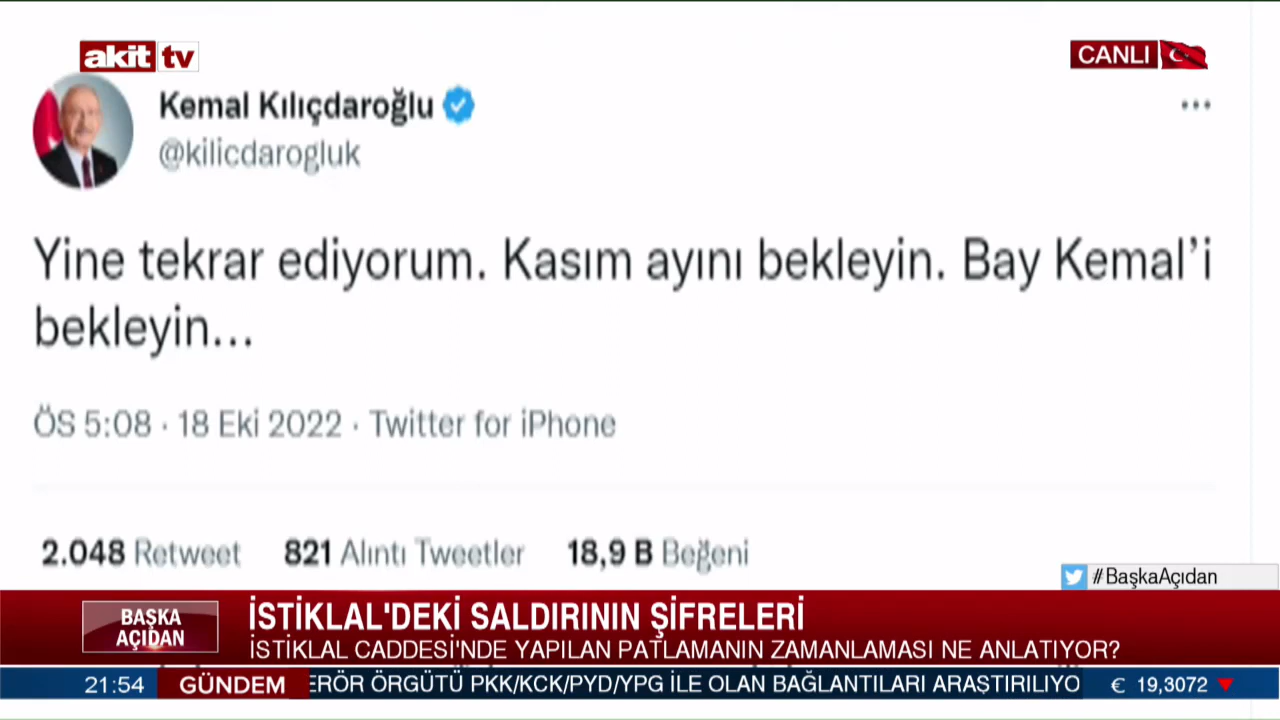 akit tv
CANLI
Kemal Kılıçdaroğlu
@kilicdarogluk
Yine tekrar ediyorum. Kasım ayını bekleyin. Bay Kemal’i
bekleyin...
ÖS 5:08 · 18 Eki 2022 · Twitter for iPhone
2.048 Retweet 821 Alıntı Tweetler 18,9 B Beğeni
#BaşkaAçıdan
BAŞKA
AÇIDAN
İSTİKLAL'DEKİ SALDIRININ ŞİFRELERİ
İSTİKLAL CADDESİ'NDE YAPILAN PATLAMANIN ZAMANLAMASI NE ANLATIYOR?
21:54 GÜNDEM ERÖR ÖRGÜTÜ PKK/KCK/PYD/YPG İLE OLAN BAĞLANTILARI ARAŞTIRILIYO € 19,3072